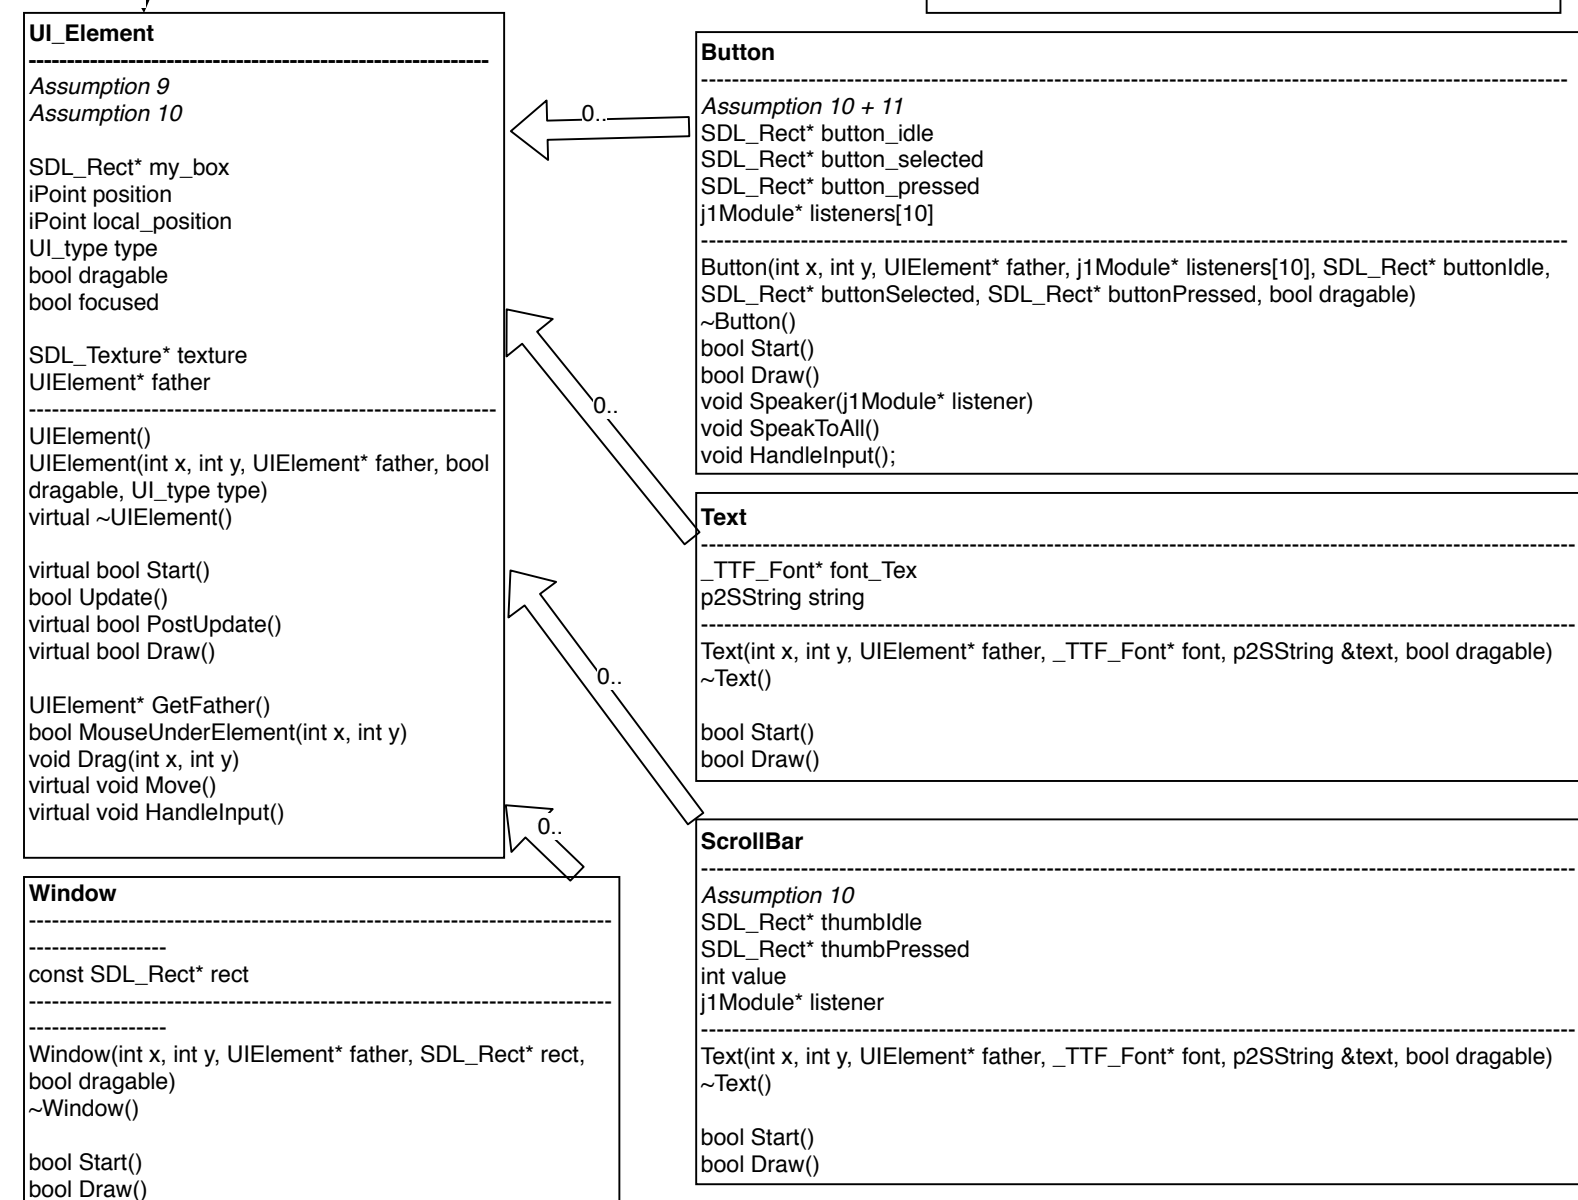 UI_Element
------------------------------------------------------------
Assumption 9
Assumption 10
SDL_Rect* my_box
iPoint position
iPoint local_position
UI_type type
bool dragable
bool focused
SDL_Texture* texture
UIElement* father
-------------------------------------------------------------
UIElement()
UIElement(int x, int y, UIElement* father, bool
dragable, UI_type type)
virtual ~UIElement()
virtual bool Start()
bool Update()
virtual bool PostUpdate()
virtual bool Draw()
UIElement* GetFather()
bool MouseUnderElement(int x, int y)
void Drag(int x, int y)
virtual void Move()
virtual void HandleInput()
0..
0..
0..
0..
Button
-----------------------------------------------------------------------------------------------------------------
Assumption 10 + 11
SDL_Rect* button_idle
SDL_Rect* button_selected
SDL_Rect* button_pressed
j1Module* listeners[10]
-----------------------------------------------------------------------------------------------------------------
Button(int x, int y, UIElement* father, j1Module* listeners[10], SDL_Rect* buttonIdle,
SDL_Rect* buttonSelected, SDL_Rect* buttonPressed, bool dragable)
~Button()
bool Start()
bool Draw()
void Speaker(j1Module* listener)
void SpeakToAll()
void HandleInput();
Text
------------------------------------------------------------------------------------------------------------------
_TTF_Font* font_Tex
p2SString string
------------------------------------------------------------------------------------------------------------------
Text(int x, int y, UIElement* father, _TTF_Font* font, p2SString &text, bool dragable)
~Text()
bool Start()
bool Draw()
ScrollBar
------------------------------------------------------------------------------------------------------------------
Assumption 10
SDL_Rect* thumbIdle
SDL_Rect* thumbPressed
int value
j1Module* listener
------------------------------------------------------------------------------------------------------------------
Text(int x, int y, UIElement* father, _TTF_Font* font, p2SString &text, bool dragable)
~Text()
bool Start()
bool Draw()
Window
----------------------------------------------------------------------------
------------------
const SDL_Rect* rect
----------------------------------------------------------------------------
------------------
Window(int x, int y, UIElement* father, SDL_Rect* rect,
bool dragable)
~Window()
bool Start()
bool Draw()